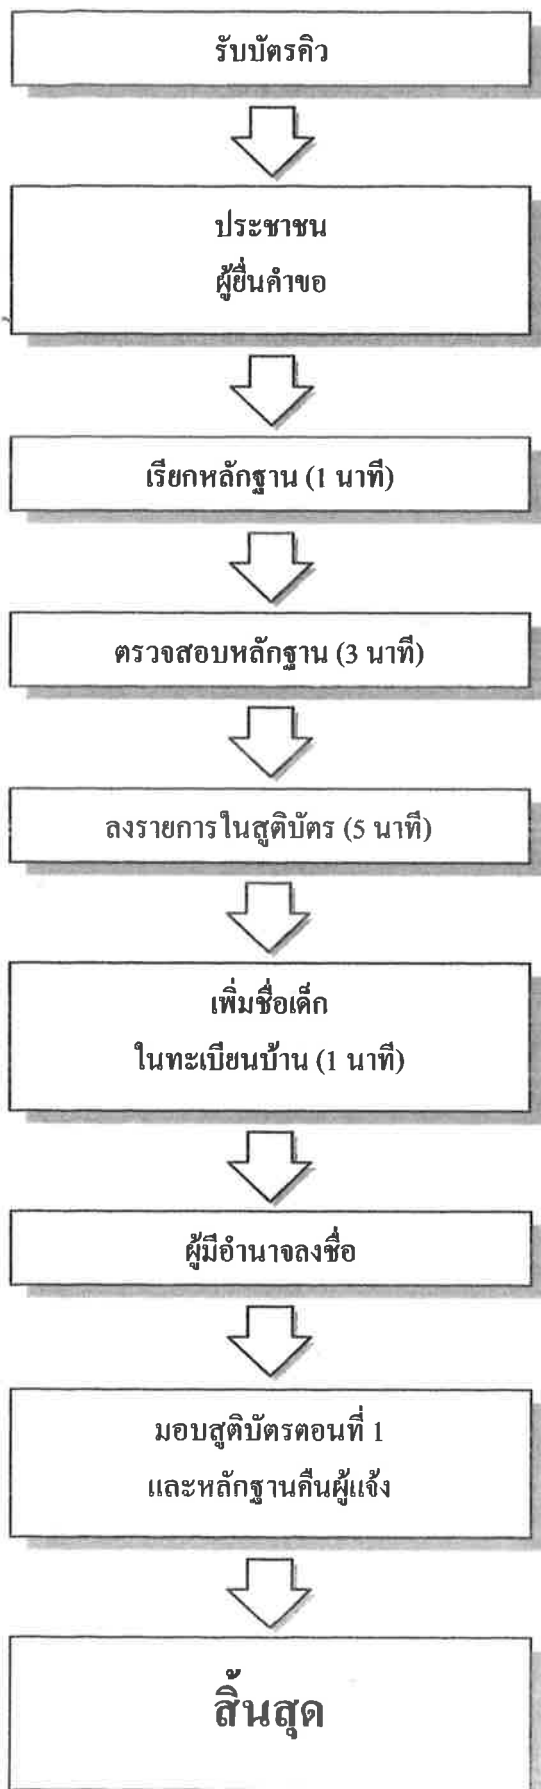 รับบัตรคิว
ประชาชน
ผู้ยื่นคำขอ
เรียกหลักฐาน (1 นาที)
ตรวจสอบหลักฐาน (3 นาที)
ลงรายการในสูติบัตร (5 นาที)
เพิ่มชื่อเด็ก
ในทะเบียนบ้าน (1 นาที)
ผู้มีอำนาจลงชื่อ
มอบสูติบัตรตอนที่ 1
และหลักฐานคืนผู้แจ้ง
สิ้นสุด